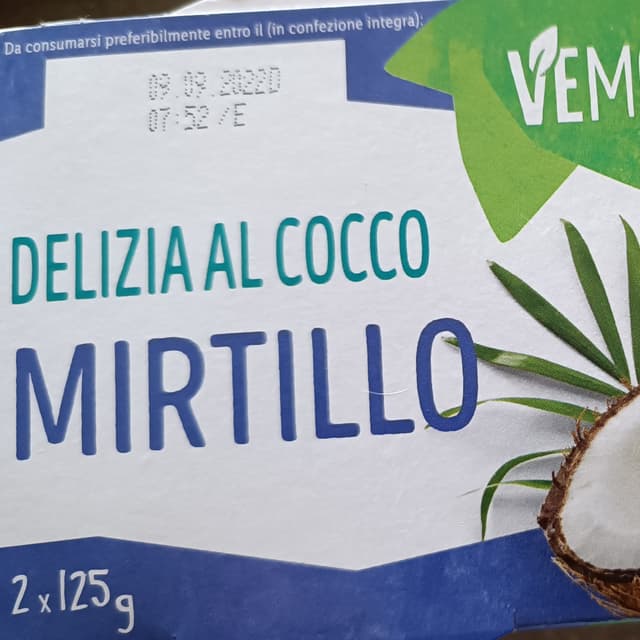 Da consumarsi preferibilmente entro il (in confezione integra):
09 09 2022D
07:52 /E
VEM
DELIZIA AL COCCO
MIRTILLO
2 x 125g